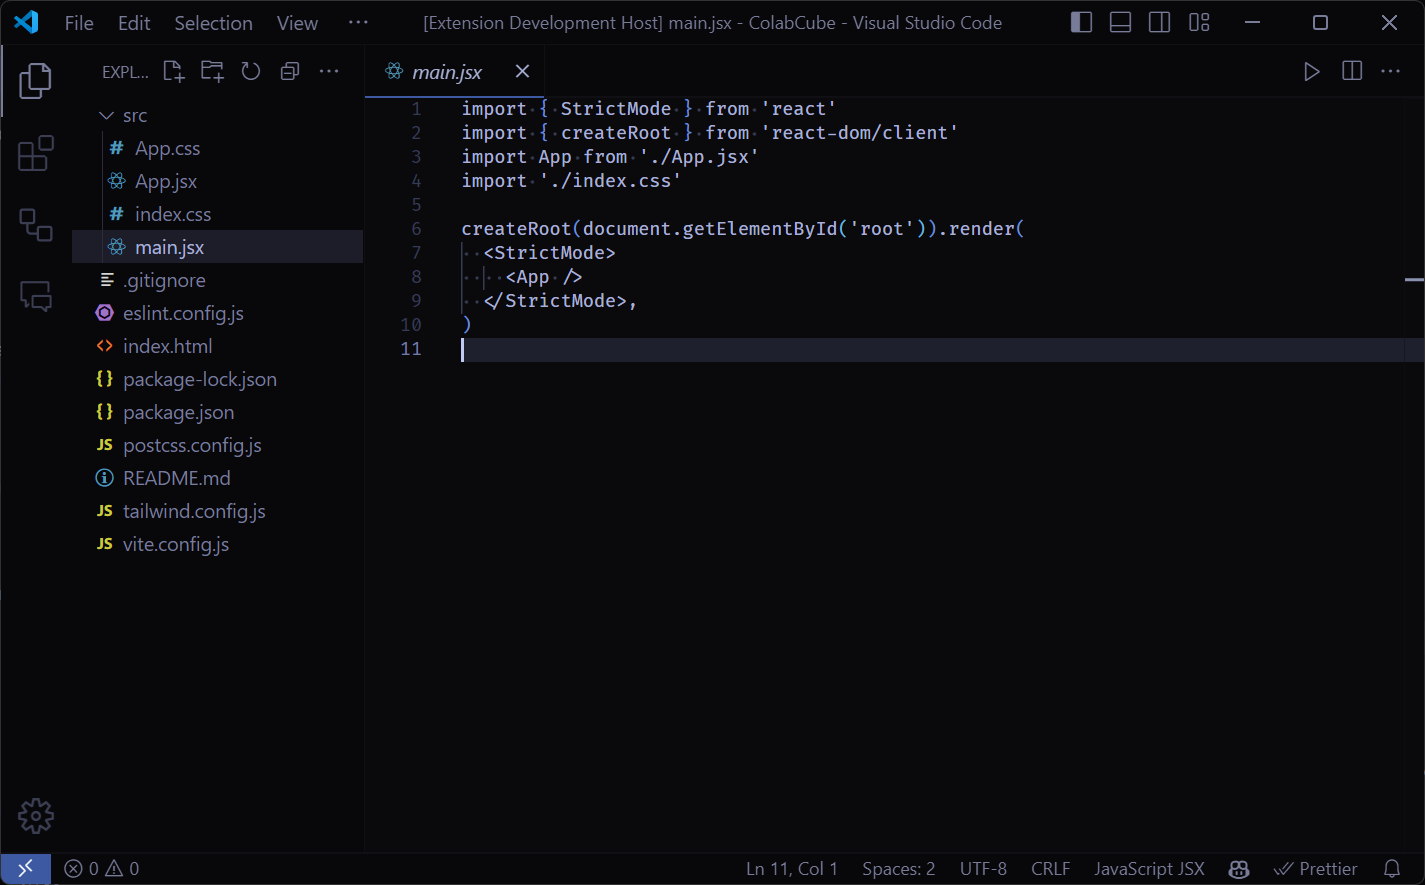 File Edit Selection View ··· [Extension Development Host] main.jsx - ColabCube - Visual Studio Code
EXPL...
main.jsx
src
App.css
App.jsx
index.css
main.jsx
.gitignore
eslint.config.js
index.html
package-lock.json
package.json
JS postcss.config.js
README.md
JS tailwind.config.js
JS vite.config.js
1 import { StrictMode } from 'react'
2 import { createRoot } from 'react-dom/client'
3 import App from './App.jsx'
4 import './index.css'
5
6 createRoot(document.getElementById('root')).render(
7 <StrictMode>
8 <App />
9 </StrictMode>,
10 )
11
0 0 Ln 11, Col 1 Spaces: 2 UTF-8 CRLF JavaScript JSX Prettier